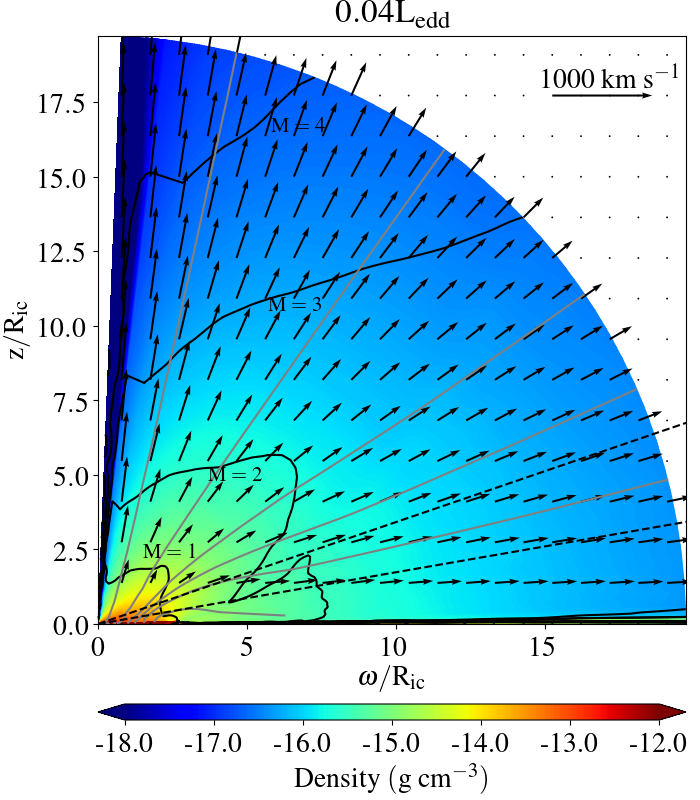 0.04L_edd
1000 km s⁻¹
17.5
15.0
12.5
10.0
7.5
5.0
2.5
0.0
z/R_ic
M = 4
M = 3
M = 2
M = 1
0 5 10 15
ω/R_ic
-18.0 -17.0 -16.0 -15.0 -14.0 -13.0 -12.0
Density (g cm⁻³)